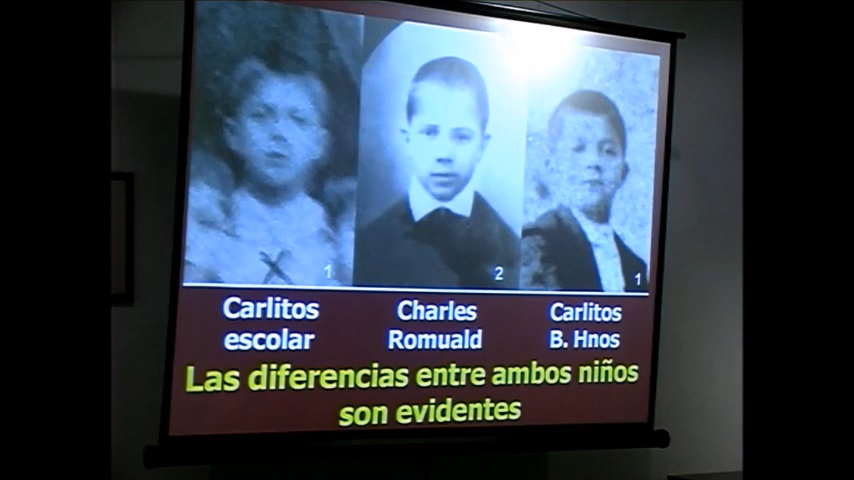 1
2
1
Carlitos escolar
Charles Romuald
Carlitos B. Hnos
Las diferencias entre ambos niños
son evidentes